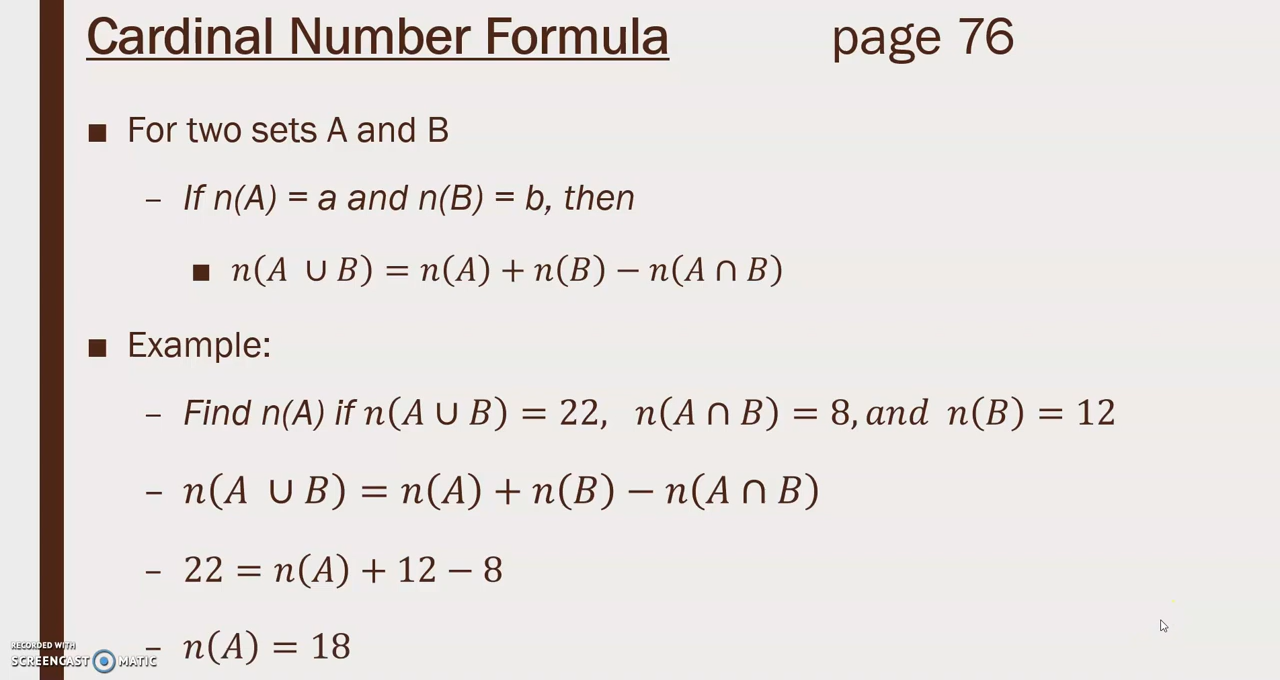 Cardinal Number Formula page 76
■ For two sets A and B
– If n(A) = a and n(B) = b, then
■ n(A ∪ B) = n(A) + n(B) − n(A ∩ B)
■ Example:
– Find n(A) if n(A ∪ B) = 22, n(A ∩ B) = 8, and n(B) = 12
– n(A ∪ B) = n(A) + n(B) − n(A ∩ B)
– 22 = n(A) + 12 − 8
– n(A) = 18
RECORDED WITH
SCREENCAST MATIC